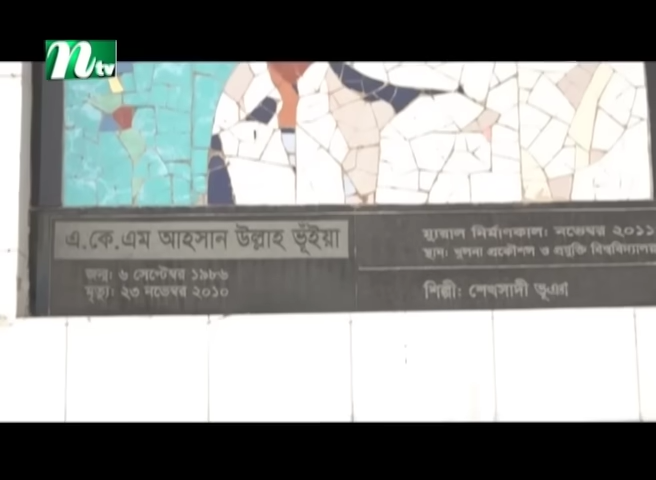 ntv
এ.কে.এম আহসান উল্লাহ ভূঁইয়া
জন্ম: ৬ সেপ্টেম্বর ১৯৮৬
মৃত্যু: ২৩ নভেম্বর ২০১০
ম্যুরাল নির্মাণকাল: নভেম্বর ২০১১
স্থান: খুলনা প্রকৌশল ও প্রযুক্তি বিশ্ববিদ্যালয়
শিল্পী: শেখসাদী ভূঞা